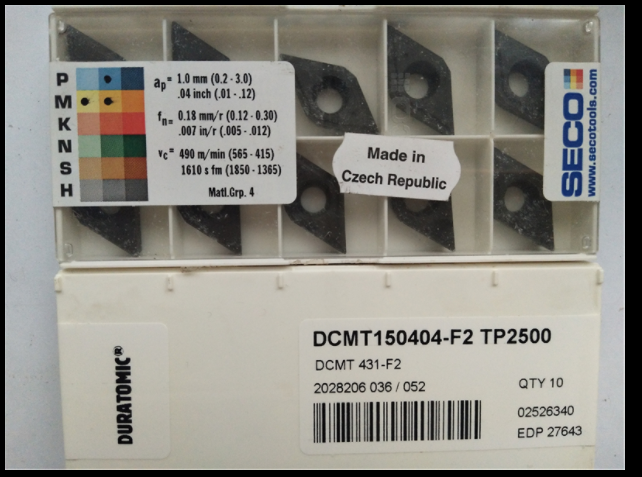 P
M
K
N
S
H
ap= 1.0 mm (0.2 - 3.0)
.04 inch (.01 - .12)
fn= 0.18 mm/r (0.12 - 0.30)
.007 in/r (.005 - .012)
vc= 490 m/min (565 - 415)
1610 s fm (1850 - 1365)
Matl.Grp. 4
Made in
Czech Republic
SECO
www.secotools.com
DURATOMIC®
DCMT150404-F2 TP2500
DCMT 431-F2
2028206 036 / 052
QTY 10
02526340
EDP 27643